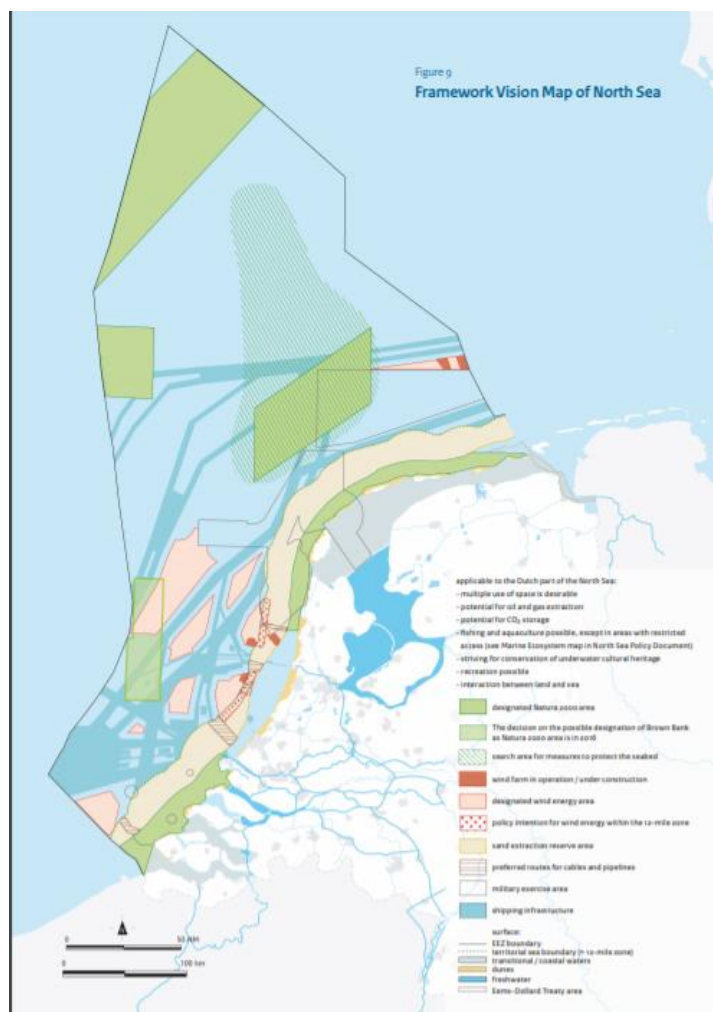 Figure 9
Framework Vision Map of North Sea
applicable to the Dutch part of the North Sea:
- multiple use of space is desirable
- potential for oil and gas extraction
- potential for CO₂ storage
- fishing and aquaculture possible, except in areas with restricted
access (see Marine Ecosystem map in North Sea Policy Document)
- striving for conservation of underwater cultural heritage
- recreation possible
- interaction between land and sea
designated Natura 2000 area
The decision on the possible designation of Brown Bank
as Natura 2000 area is in 2016
search area for measures to protect the seabed
wind farm in operation / under construction
designated wind energy area
policy intention for wind energy within the 12-mile zone
sand extraction reserve area
preferred routes for cables and pipelines
military exercise area
shipping infrastructure
surface:
EEZ boundary
territorial sea boundary (= 12-mile zone)
transitional / coastal waters
dunes
freshwater
Eems-Dollard Treaty area
0 50 NM
0 100 km